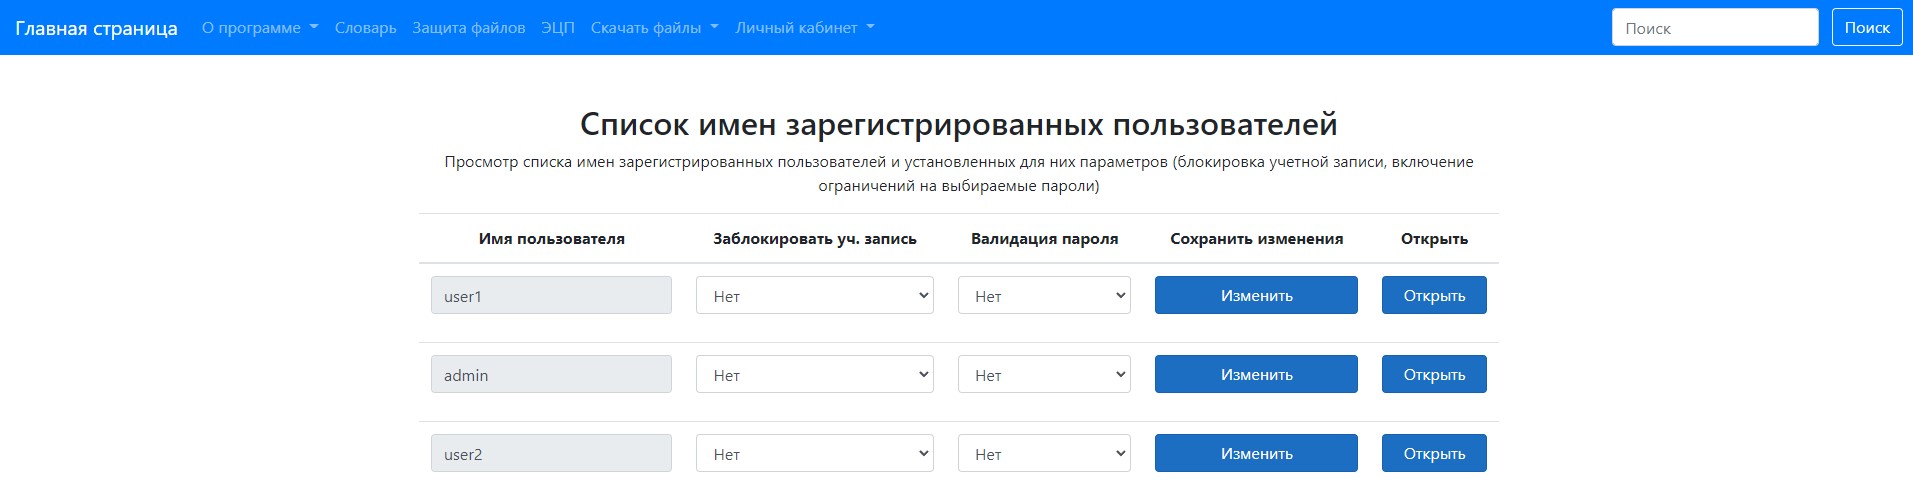 Главная страница О программе Словарь Защита файлов ЭЦП Скачать файлы Личный кабинет Поиск Поиск
Список имен зарегистрированных пользователей
Просмотр списка имен зарегистрированных пользователей и установленных для них параметров (блокировка учетной записи, включение
ограничений на выбираемые пароли)
Имя пользователя Заблокировать уч. запись Валидация пароля Сохранить изменения Открыть
user1 Нет Нет Изменить Открыть
admin Нет Нет Изменить Открыть
user2 Нет Нет Изменить Открыть